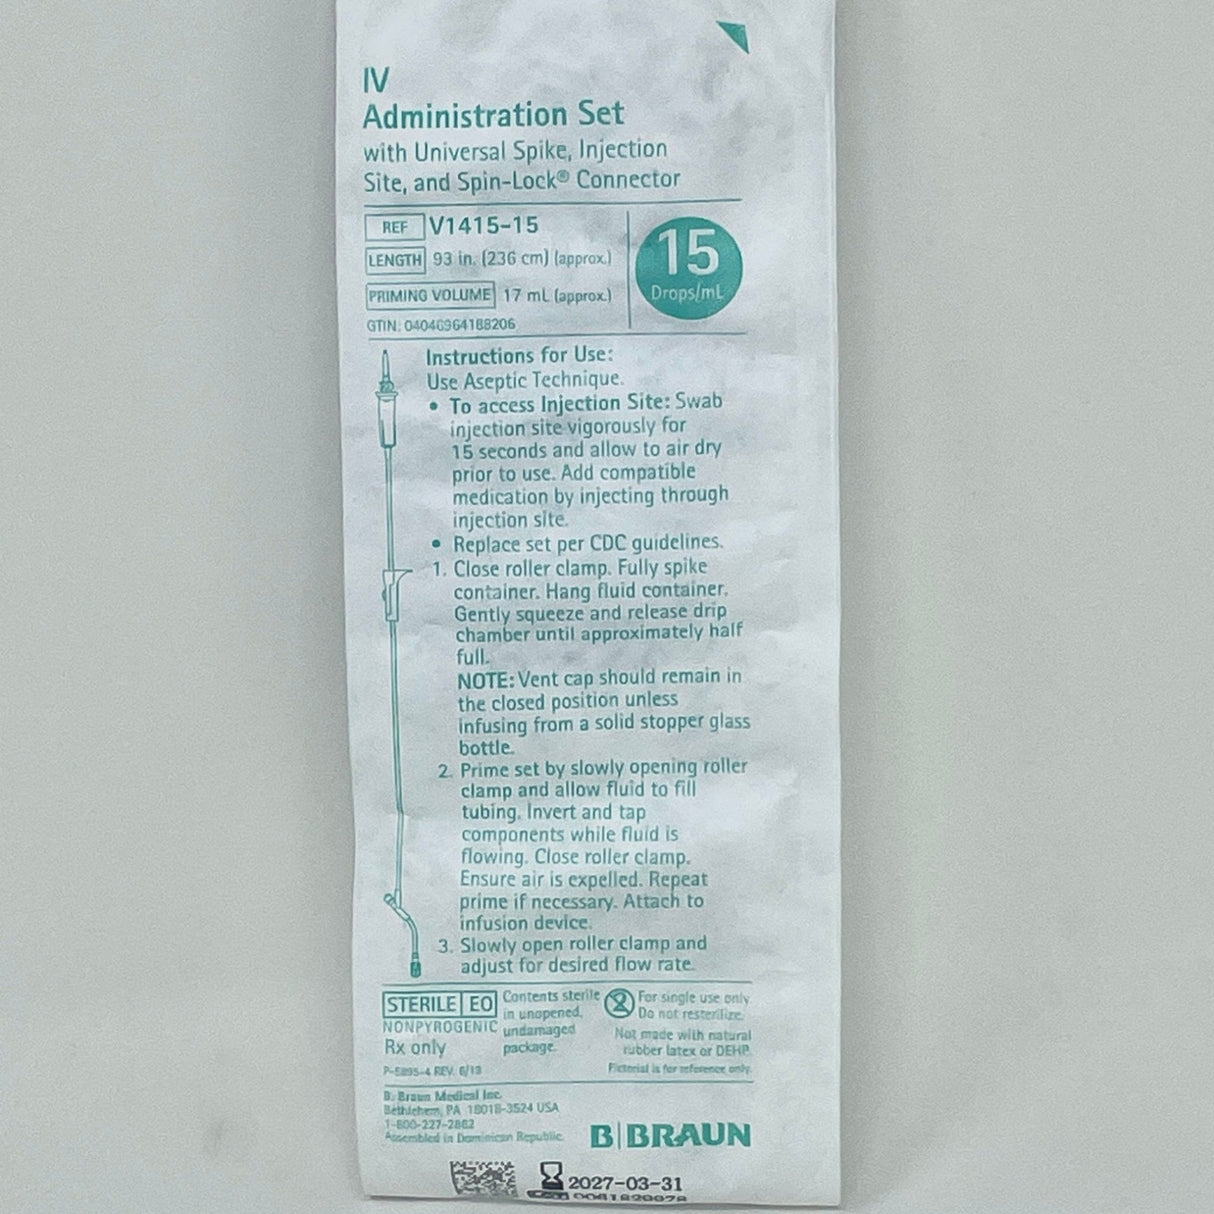 IV
Administration Set
with Universal Spike, Injection
Site, and Spin-Lock® Connector
REF V1415-15
LENGTH 93 in. (236 cm) (approx.)
PRIMING VOLUME 17 mL (approx.)
GTIN: 04046964188206
15
Drops/mL
Instructions for Use:
Use Aseptic Technique.
• To access Injection Site: Swab
injection site vigorously for
15 seconds and allow to air dry
prior to use. Add compatible
medication by injecting through
injection site.
• Replace set per CDC guidelines.
1. Close roller clamp. Fully spike
container. Hang fluid container.
Gently squeeze and release drip
chamber until approximately half
full.
NOTE: Vent cap should remain in
the closed position unless
infusing from a solid stopper glass
bottle.
2. Prime set by slowly opening roller
clamp and allow fluid to fill
tubing. Invert and tap
components while fluid is
flowing. Close roller clamp.
Ensure air is expelled. Repeat
prime if necessary. Attach to
infusion device.
3. Slowly open roller clamp and
adjust for desired flow rate.
STERILE EO
NONPYROGENIC
Rx only
Contents sterile
in unopened,
undamaged
package.
2 For single use only.
Do not resterilize.
Not made with natural
rubber latex or DEHP.
Pictorial is for reference only.
REV. 6/13
B. Braun Medical Inc.
Bethlehem, PA 18018-3524 USA
1-800-227-2862
Assembled in Dominican Republic.
B|BRAUN
2027-03-31